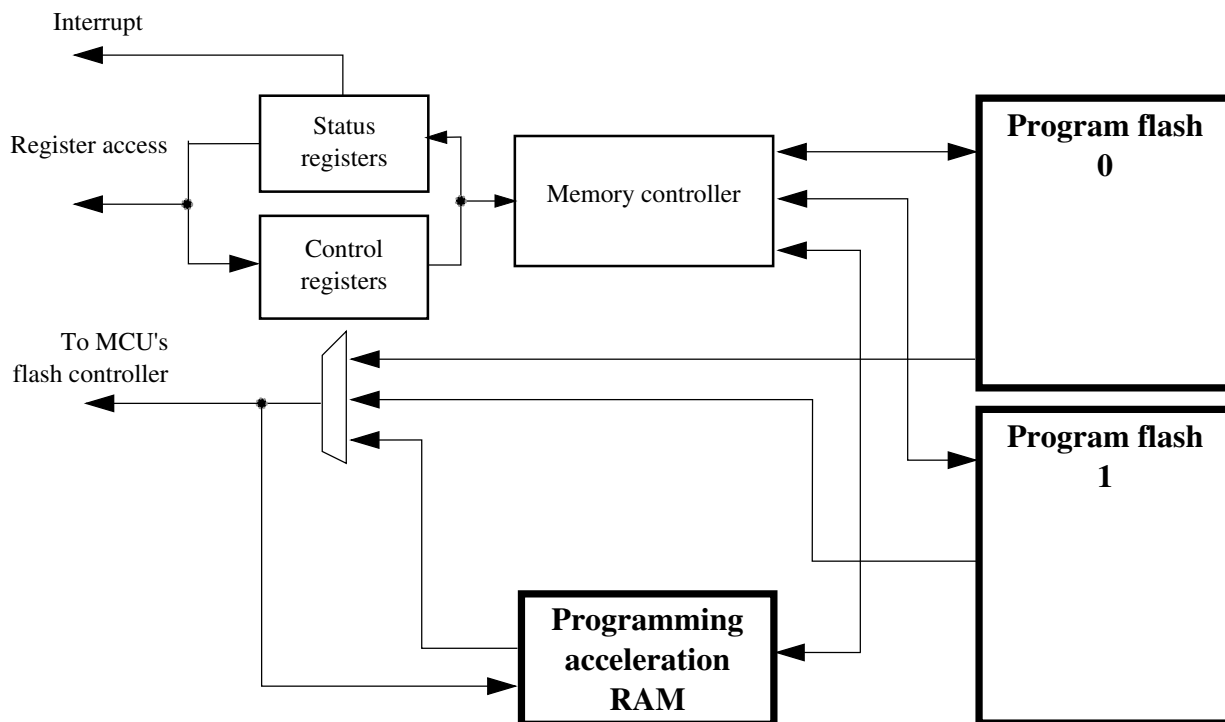 Interrupt
Register access
Status
registers
Control
registers
Memory controller
Program flash
0
To MCU's
flash controller
Program flash
1
Programming
acceleration
RAM